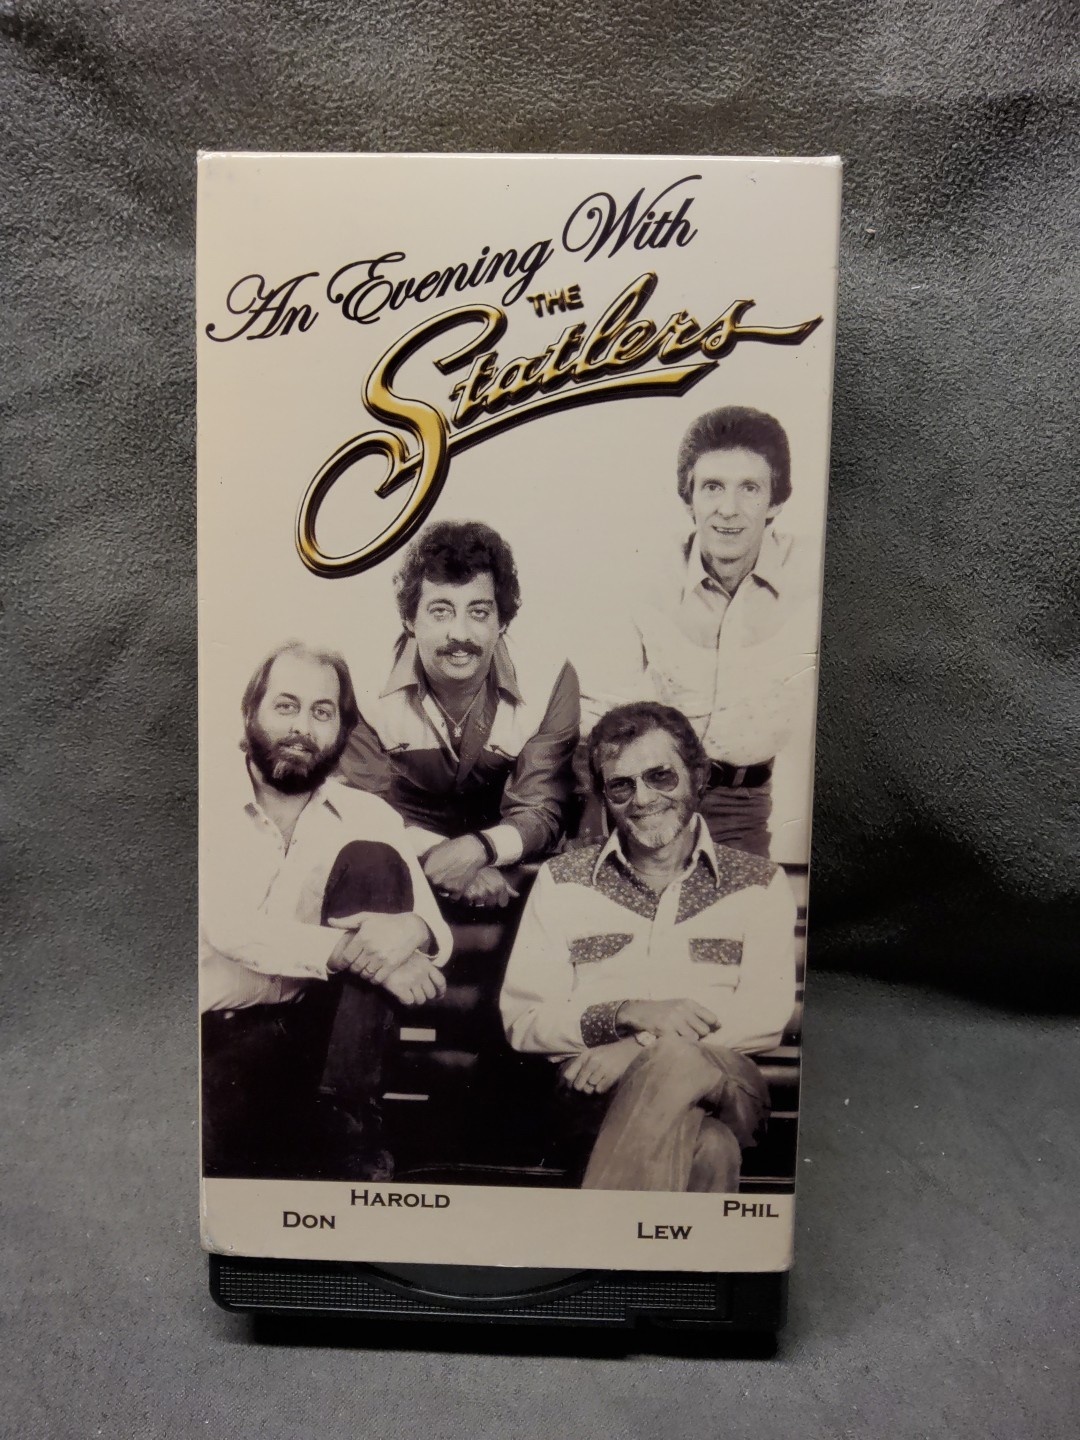 An Evening With
THE
Statlers
HAROLD
PHIL
DON
LEW